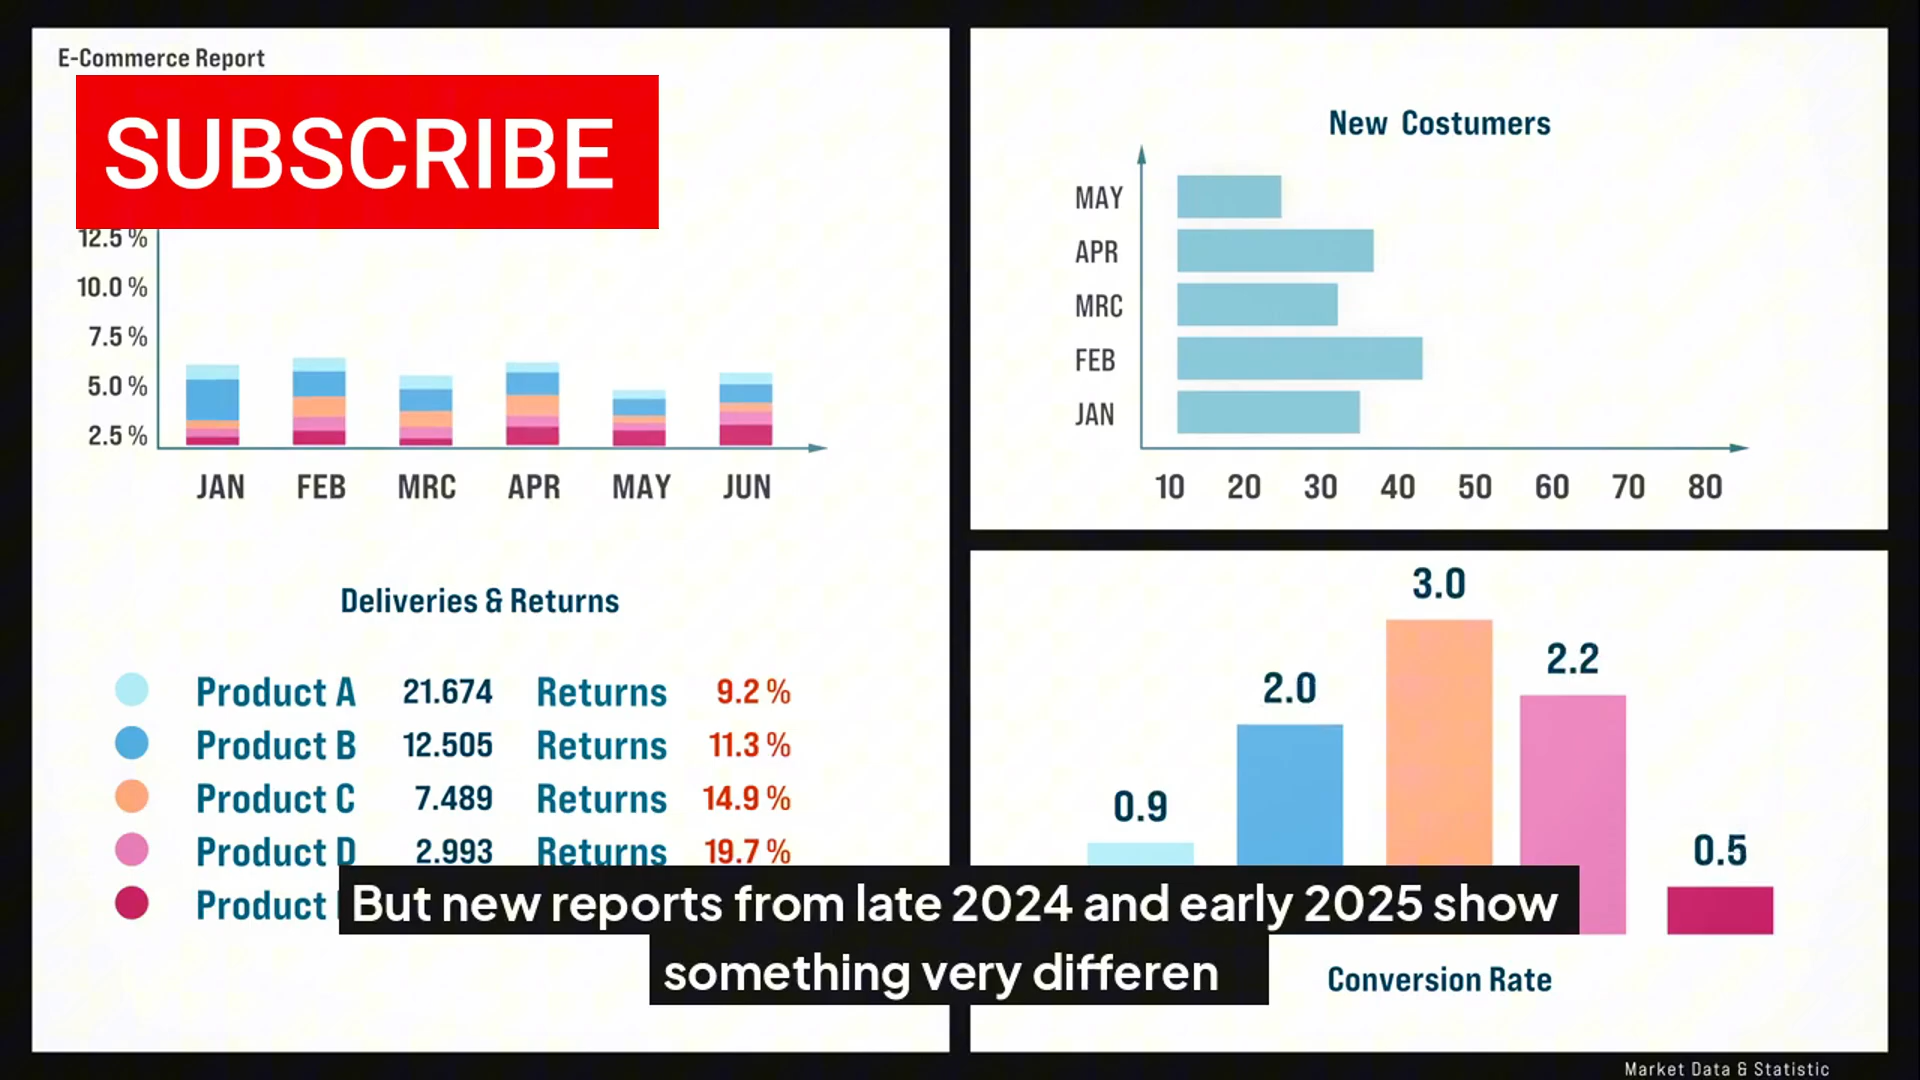 E-Commerce Report
SUBSCRIBE
12.5 %
10.0 %
7.5 %
5.0 %
2.5 %
JAN FEB MRC APR MAY JUN
Deliveries & Returns
Product A 21.674 Returns 9.2 %
Product B 12.505 Returns 11.3 %
Product C 7.489 Returns 14.9 %
Product D 2.993 Returns 19.7 %
Product
New Costumers
MAY
APR
MRC
FEB
JAN
10 20 30 40 50 60 70 80
3.0
2.2
2.0
0.9
0.5
Conversion Rate
But new reports from late 2024 and early 2025 show
something very differen
Market Data & Statistic